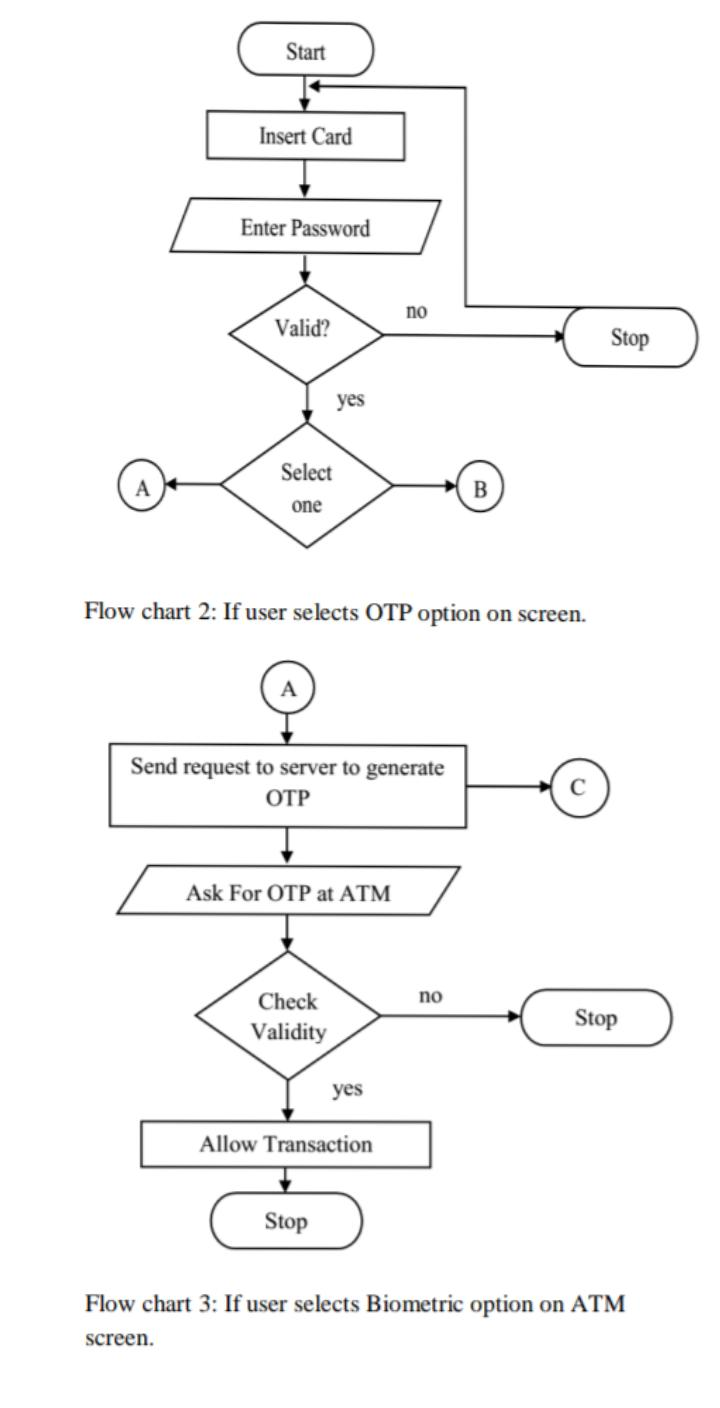 Start
Insert Card
Enter Password
Valid?
no
Stop
yes
A
Select
one
B
Flow chart 2: If user selects OTP option on screen.
A
Send request to server to generate
OTP
C
Ask For OTP at ATM
Check
Validity
no
Stop
yes
Allow Transaction
Stop
Flow chart 3: If user selects Biometric option on ATM
screen.